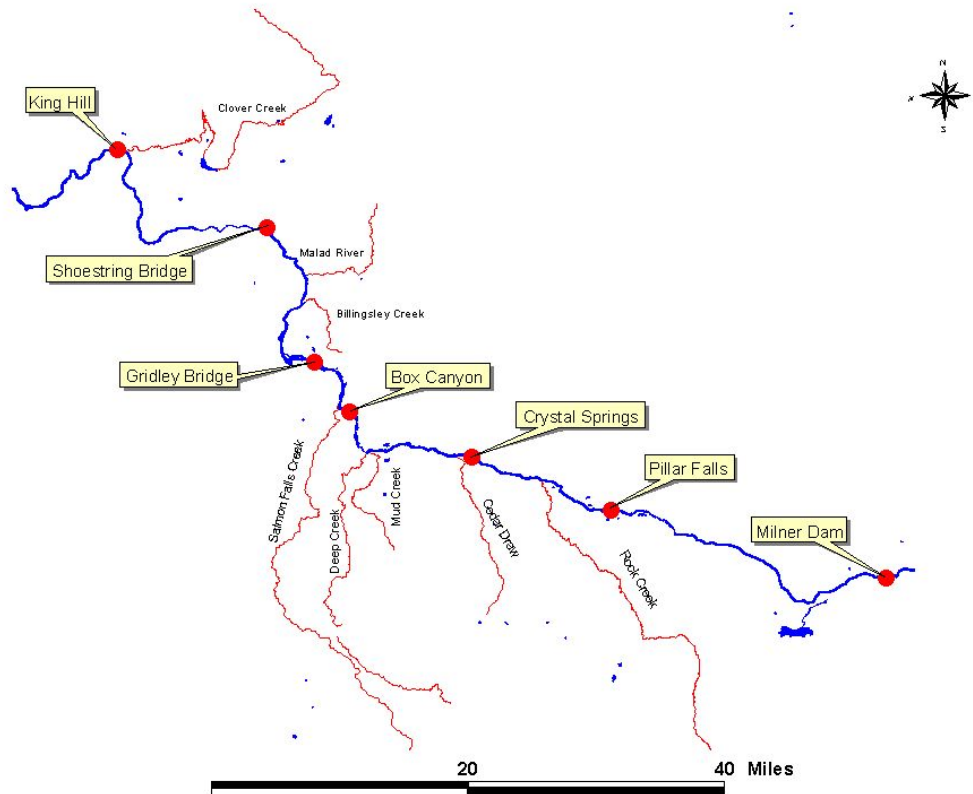 King Hill
Clover Creek
N
S
Malad River
Shoestring Bridge
Billingsley Creek
Gridley Bridge
Box Canyon
Crystal Springs
Pillar Falls
Salmon Falls Creek
Deep Creek
Mud Creek
Cedar Draw
Rock Creek
Milner Dam
20
40 Miles